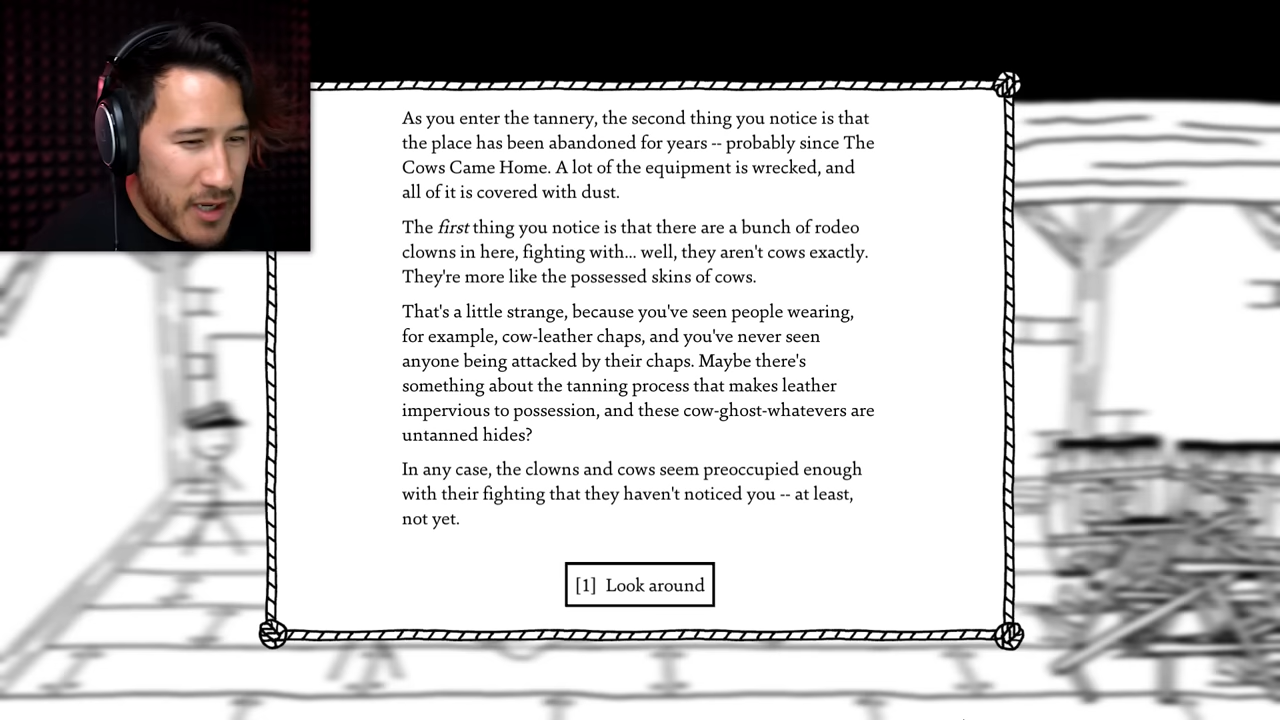 As you enter the tannery, the second thing you notice is that
the place has been abandoned for years -- probably since The
Cows Came Home. A lot of the equipment is wrecked, and
all of it is covered with dust.
The first thing you notice is that there are a bunch of rodeo
clowns in here, fighting with... well, they aren't cows exactly.
They're more like the possessed skins of cows.
That's a little strange, because you've seen people wearing,
for example, cow-leather chaps, and you've never seen
anyone being attacked by their chaps. Maybe there's
something about the tanning process that makes leather
impervious to possession, and these cow-ghost-whatevers are
untanned hides?
In any case, the clowns and cows seem preoccupied enough
with their fighting that they haven't noticed you -- at least,
not yet.
[1] Look around